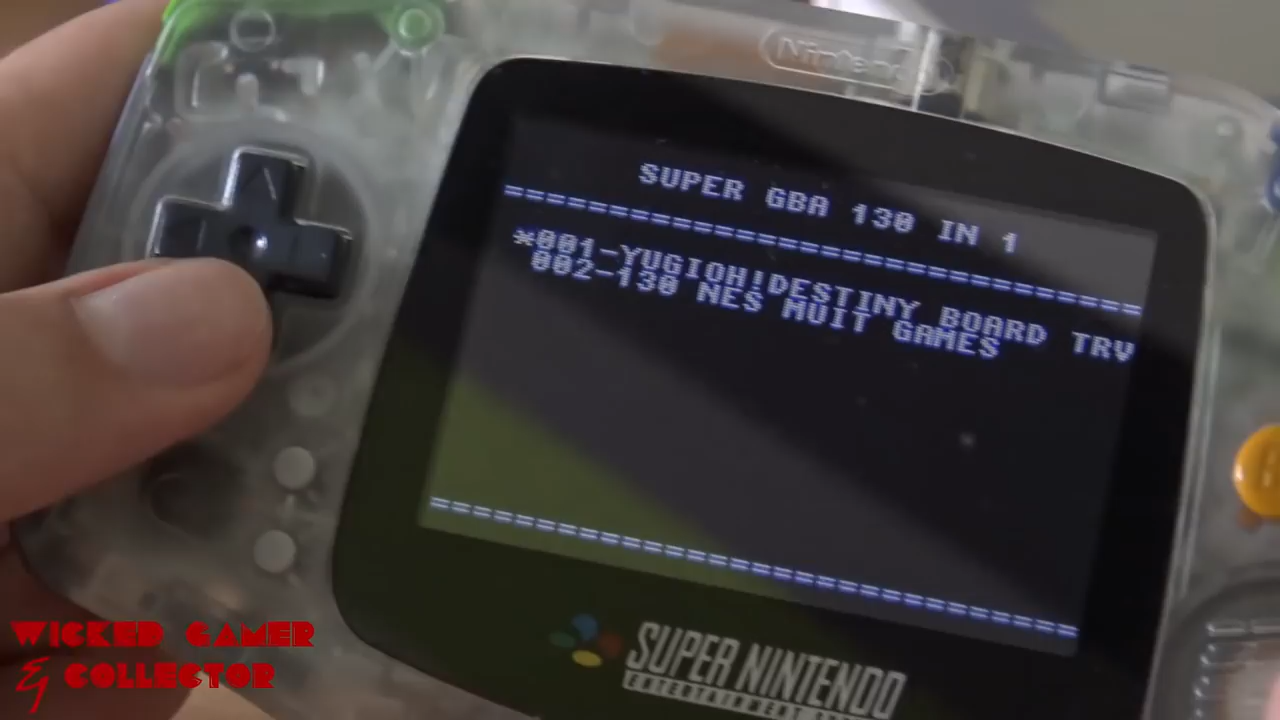 Nintendo
SUPER GBA 130 IN 1
==============================
*001-YUGIOH!DESTINY BOARD TRV
002-130 NES MUIT GAMES
==============================
SUPER NINTENDO
WICKED GAMER
& COLLECTOR